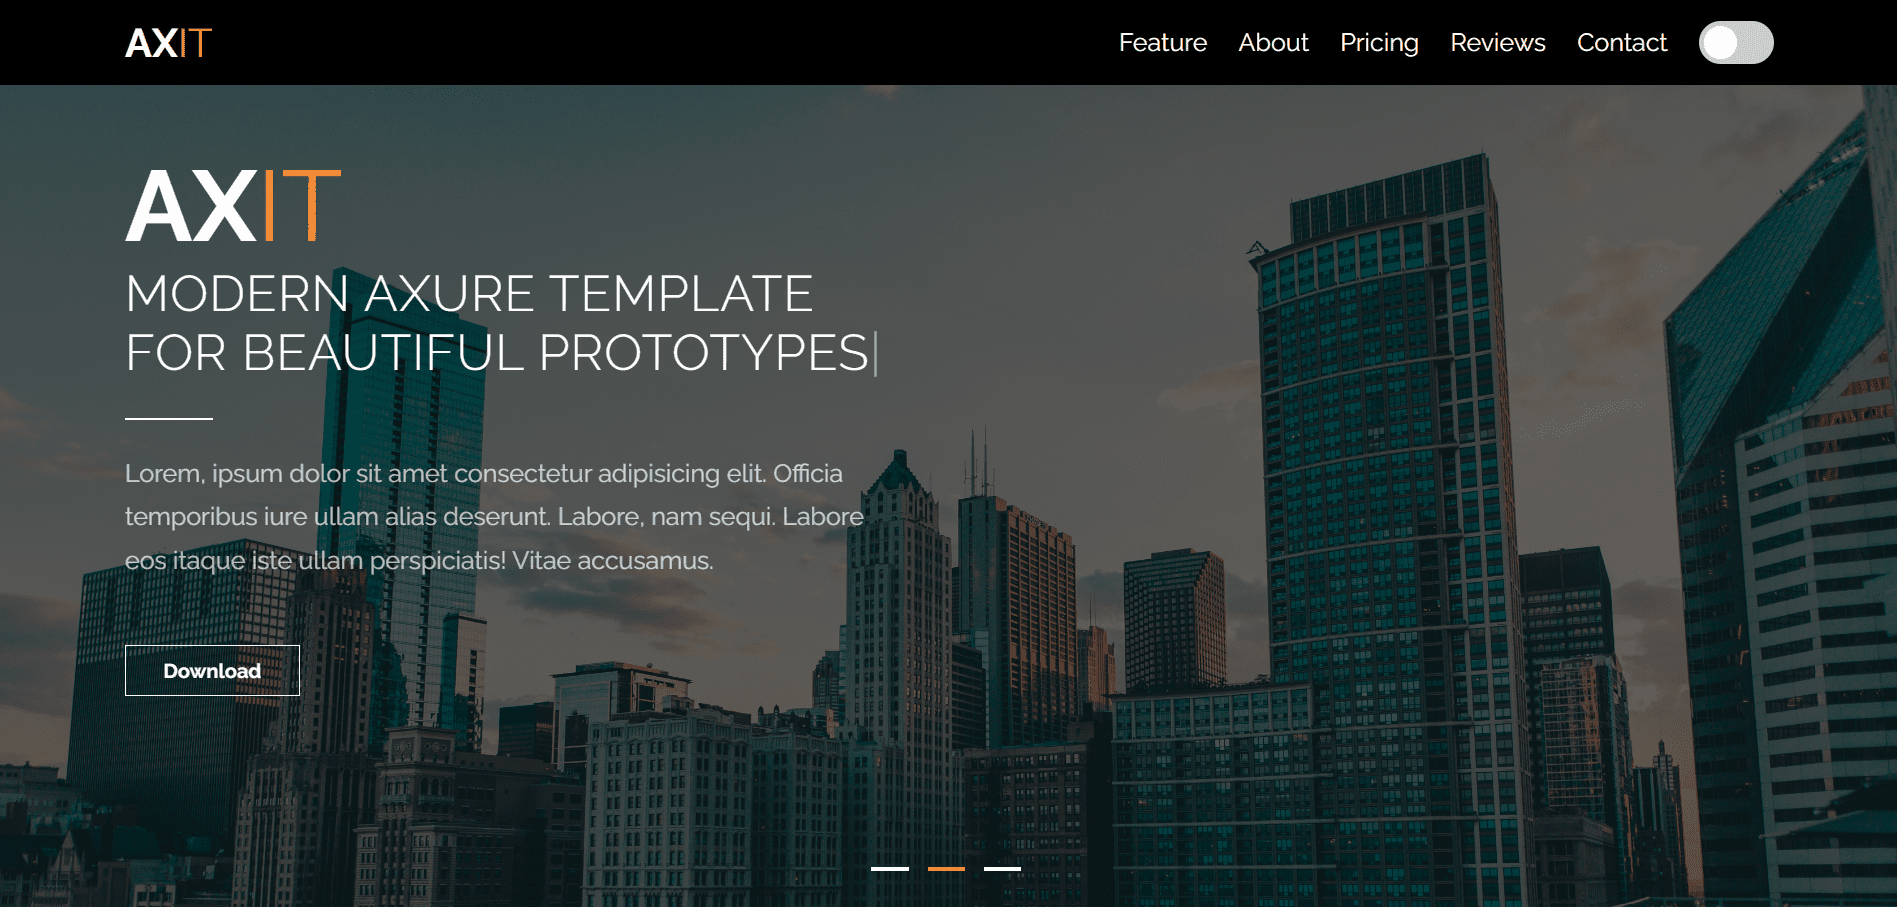 AXIT
Feature About Pricing Reviews Contact
AXIT
MODERN AXURE TEMPLATE
FOR BEAUTIFUL PROTOTYPES|
Lorem, ipsum dolor sit amet consectetur adipisicing elit. Officia
temporibus iure ullam alias deserunt. Labore, nam sequi. Labore
eos itaque iste ullam perspiciatis! Vitae accusamus.
Download